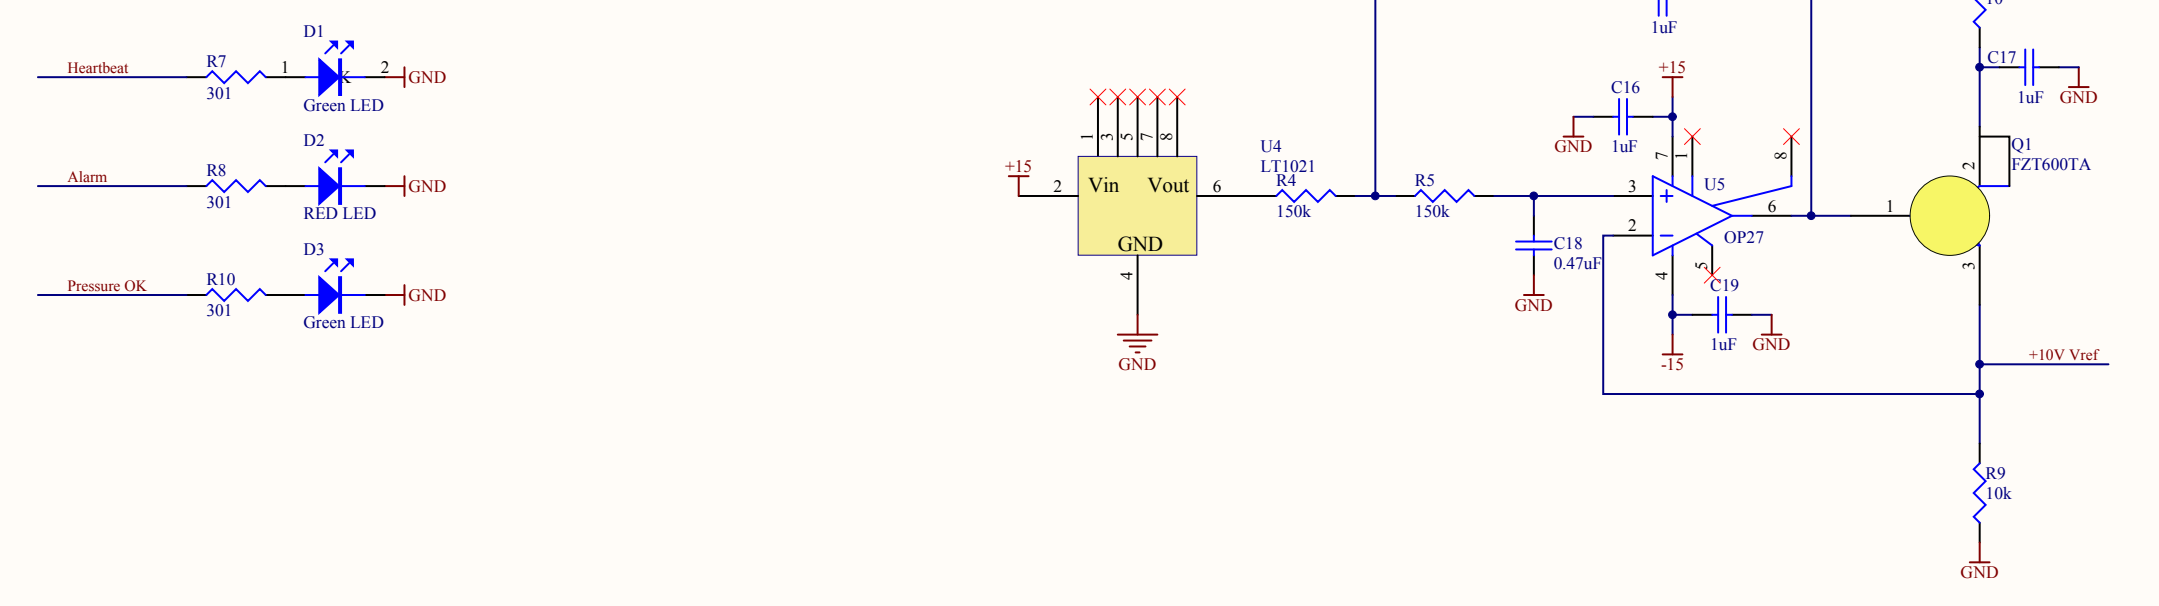 D1
Heartbeat
R7
301
1
K
2
GND
Green LED
D2
Alarm
R8
301
GND
RED LED
D3
Pressure OK
R10
301
GND
Green LED
+15
2
1
3
5
7
8
Vin
Vout
GND
4
GND
6
U4
LT1021
R4
150k
R5
150k
C18
0.47uF
GND
1uF
+15
C16
1uF
GND
7
1
8
3
2
U5
6
OP27
4
5
C19
1uF
GND
-15
C17
1uF
GND
Q1
FZT600TA
2
1
3
+10V Vref
R9
10k
GND